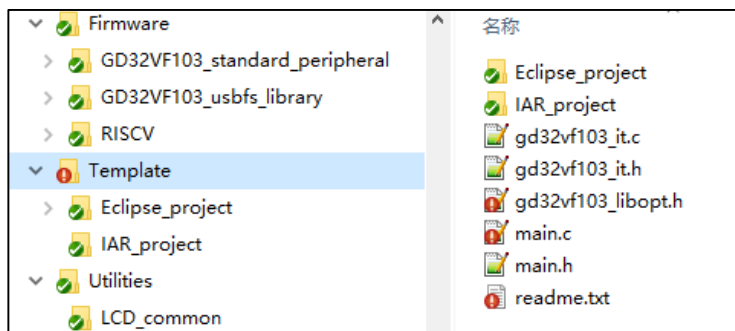 Firmware
GD32VF103_standard_peripheral
GD32VF103_usbfs_library
RISCV
Template
Eclipse_project
IAR_project
Utilities
LCD_common
名称
Eclipse_project
IAR_project
gd32vf103_it.c
gd32vf103_it.h
gd32vf103_libopt.h
main.c
main.h
readme.txt